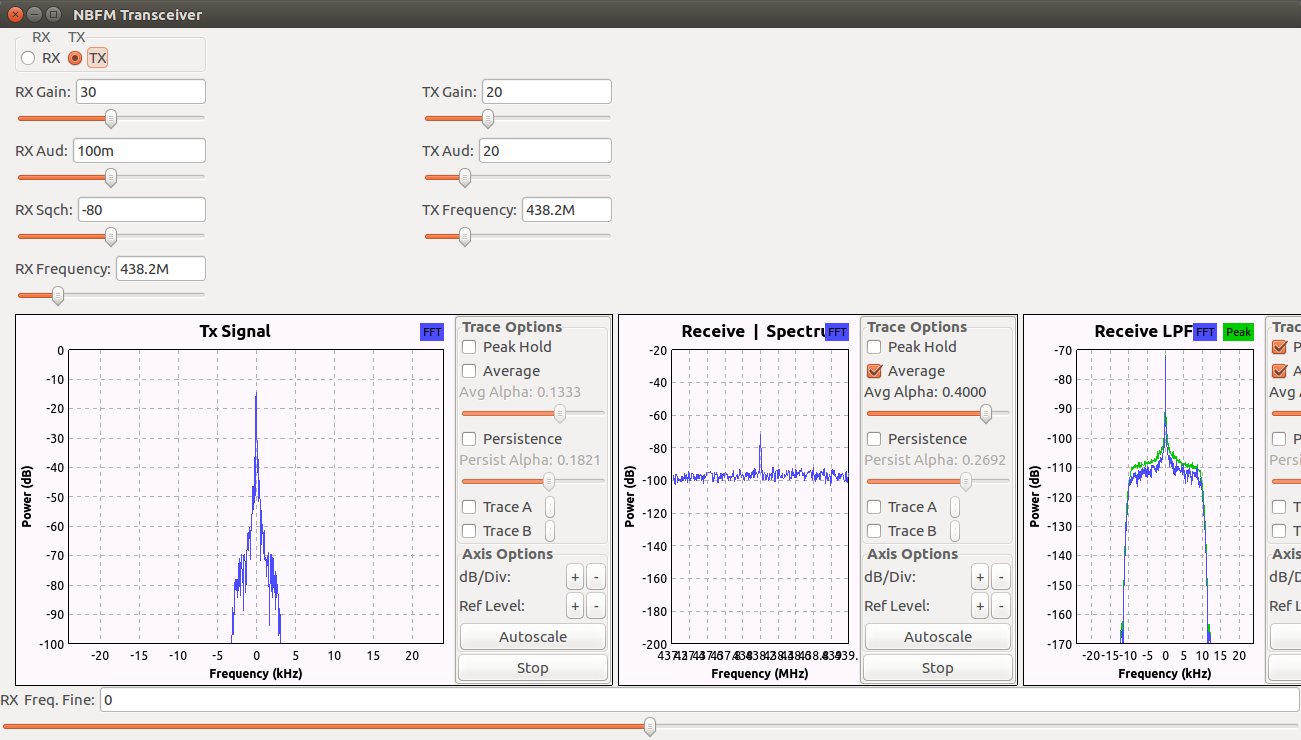 NBFM Transceiver
RX TX
RX TX
RX Gain: 30
TX Gain: 20
RX Aud: 100m
TX Aud: 20
RX Sqch: -80
TX Frequency: 438.2M
RX Frequency: 438.2M
Tx Signal
FFT
Power (dB)
0
-10
-20
-30
-40
-50
-60
-70
-80
-90
-100
-20 -15 -10 -5 0 5 10 15 20
Frequency (kHz)
Trace Options
Peak Hold
Average
Avg Alpha: 0.1333
Persistence
Persist Alpha: 0.1821
Trace A
Trace B
Axis Options
dB/Div: + -
Ref Level: + -
Autoscale
Stop
Receive | Spectru
FFT
Power (dB)
-20
-40
-60
-80
-100
-120
-140
-160
-180
-200
Frequency (MHz)
Trace Options
Peak Hold
Average
Avg Alpha: 0.4000
Persistence
Persist Alpha: 0.2692
Trace A
Trace B
Axis Options
dB/Div: + -
Ref Level: + -
Autoscale
Stop
Receive LPF
FFT Peak
Power (dB)
-70
-80
-90
-100
-110
-120
-130
-140
-150
-160
-170
-20 -15 -10 -5 0 5 10 15 20
Frequency (kHz)
Trac
P
A
Avg A
P
Persis
T
T
Axis
dB/D
Ref L
RX Freq. Fine: 0